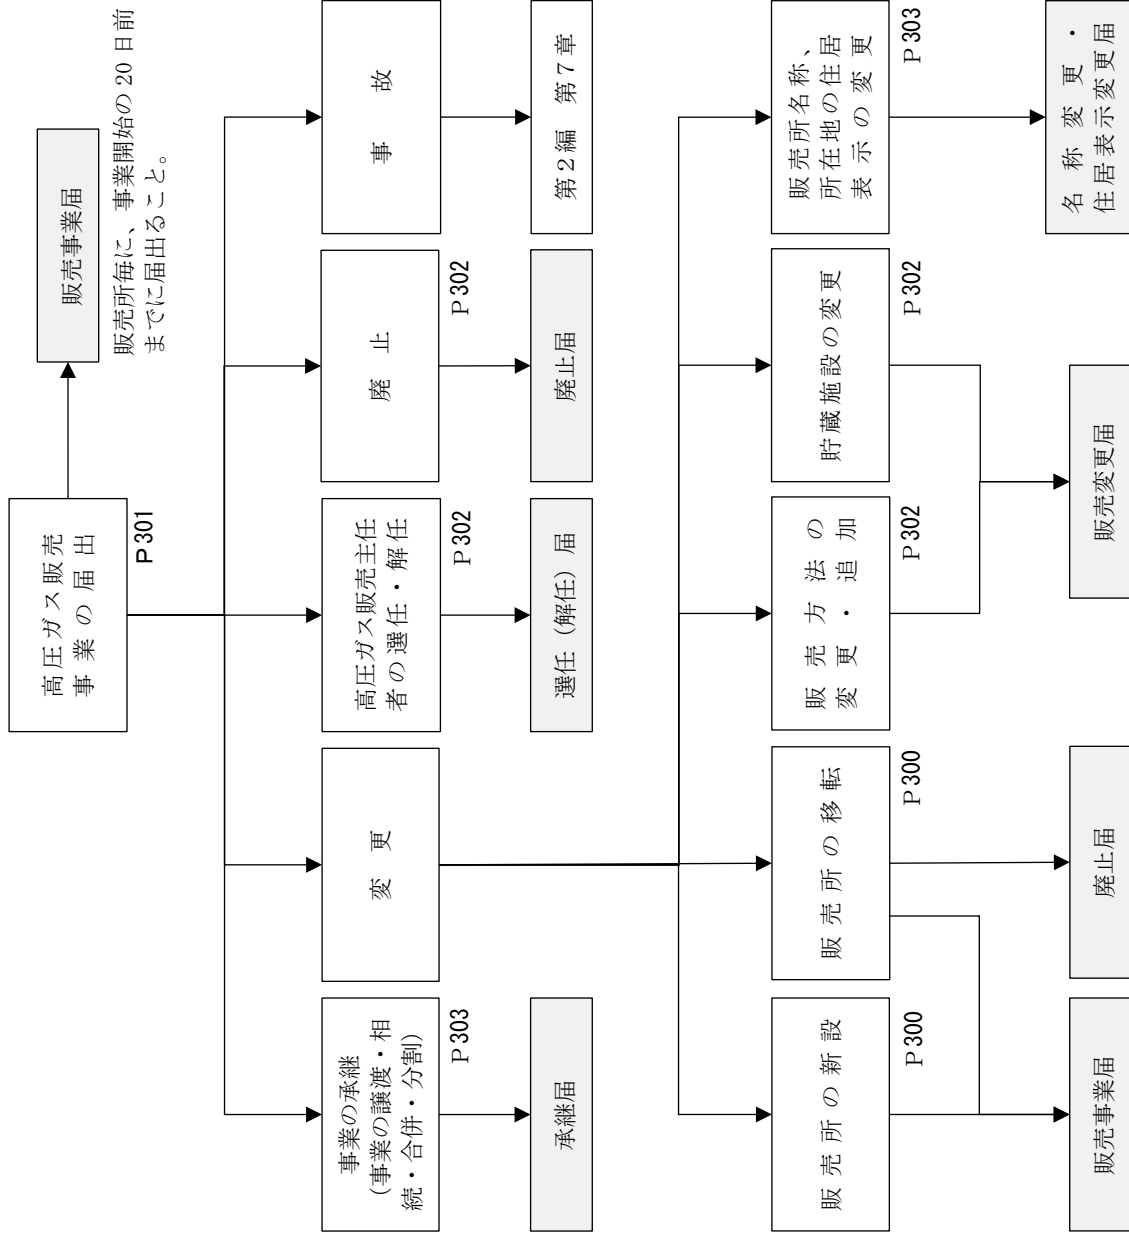 高圧ガス販売
事業の届出
P301
販売事業届
販売所毎に、事業開始の20日前
までに届出ること。
事業の承継
(事業の譲渡・相
続・合併・分割)
P303
承継届
変更
高圧ガス販売主任
者の選任・解任
P302
選任（解任）届
廃止
P302
廃止届
事故
第2編　第7章
販売所の新設
P300
販売事業届
販売所の移転
P300
廃止届
販売方法の
変更・追加
P302
貯蔵施設の変更
P302
販売変更届
販売所名称、
所在地の住居
表示の変更
P303
名称変更・
住居表示変更届